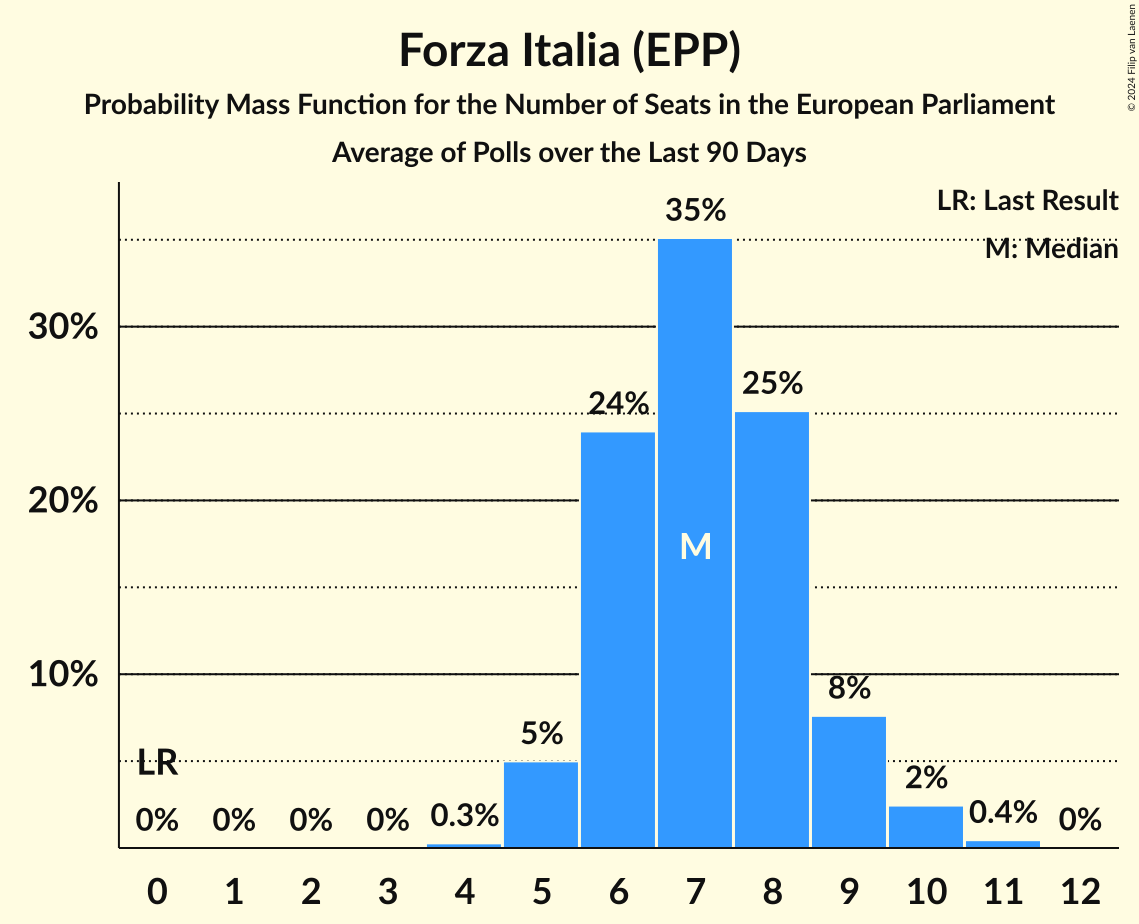 Forza Italia (EPP)
Probability Mass Function for the Number of Seats in the European Parliament
Average of Polls over the Last 90 Days
© 2024 Filip van Laenen
LR: Last Result
M: Median
35%
30%
25%
24%
20%
M
10%
8%
5%
LR
2%
0% 0% 0% 0% 0.3% 0.4% 0%
0 1 2 3 4 5 6 7 8 9 10 11 12